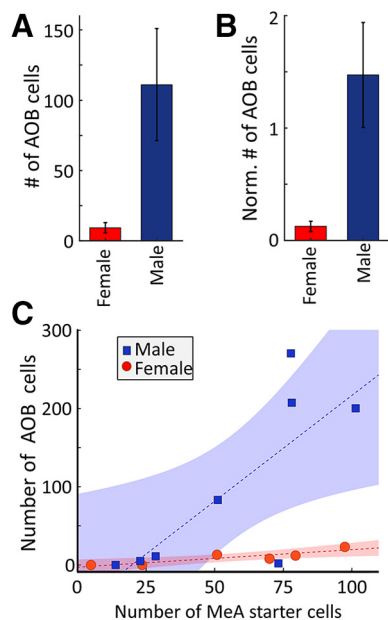 A
# of AOB cells
150
100
50
0
Female
Male
B
Norm. # of AOB cells
2
1
0
Female
Male
C
Number of AOB cells
300
200
100
0
Male
Female
0 25 50 75 100
Number of MeA starter cells